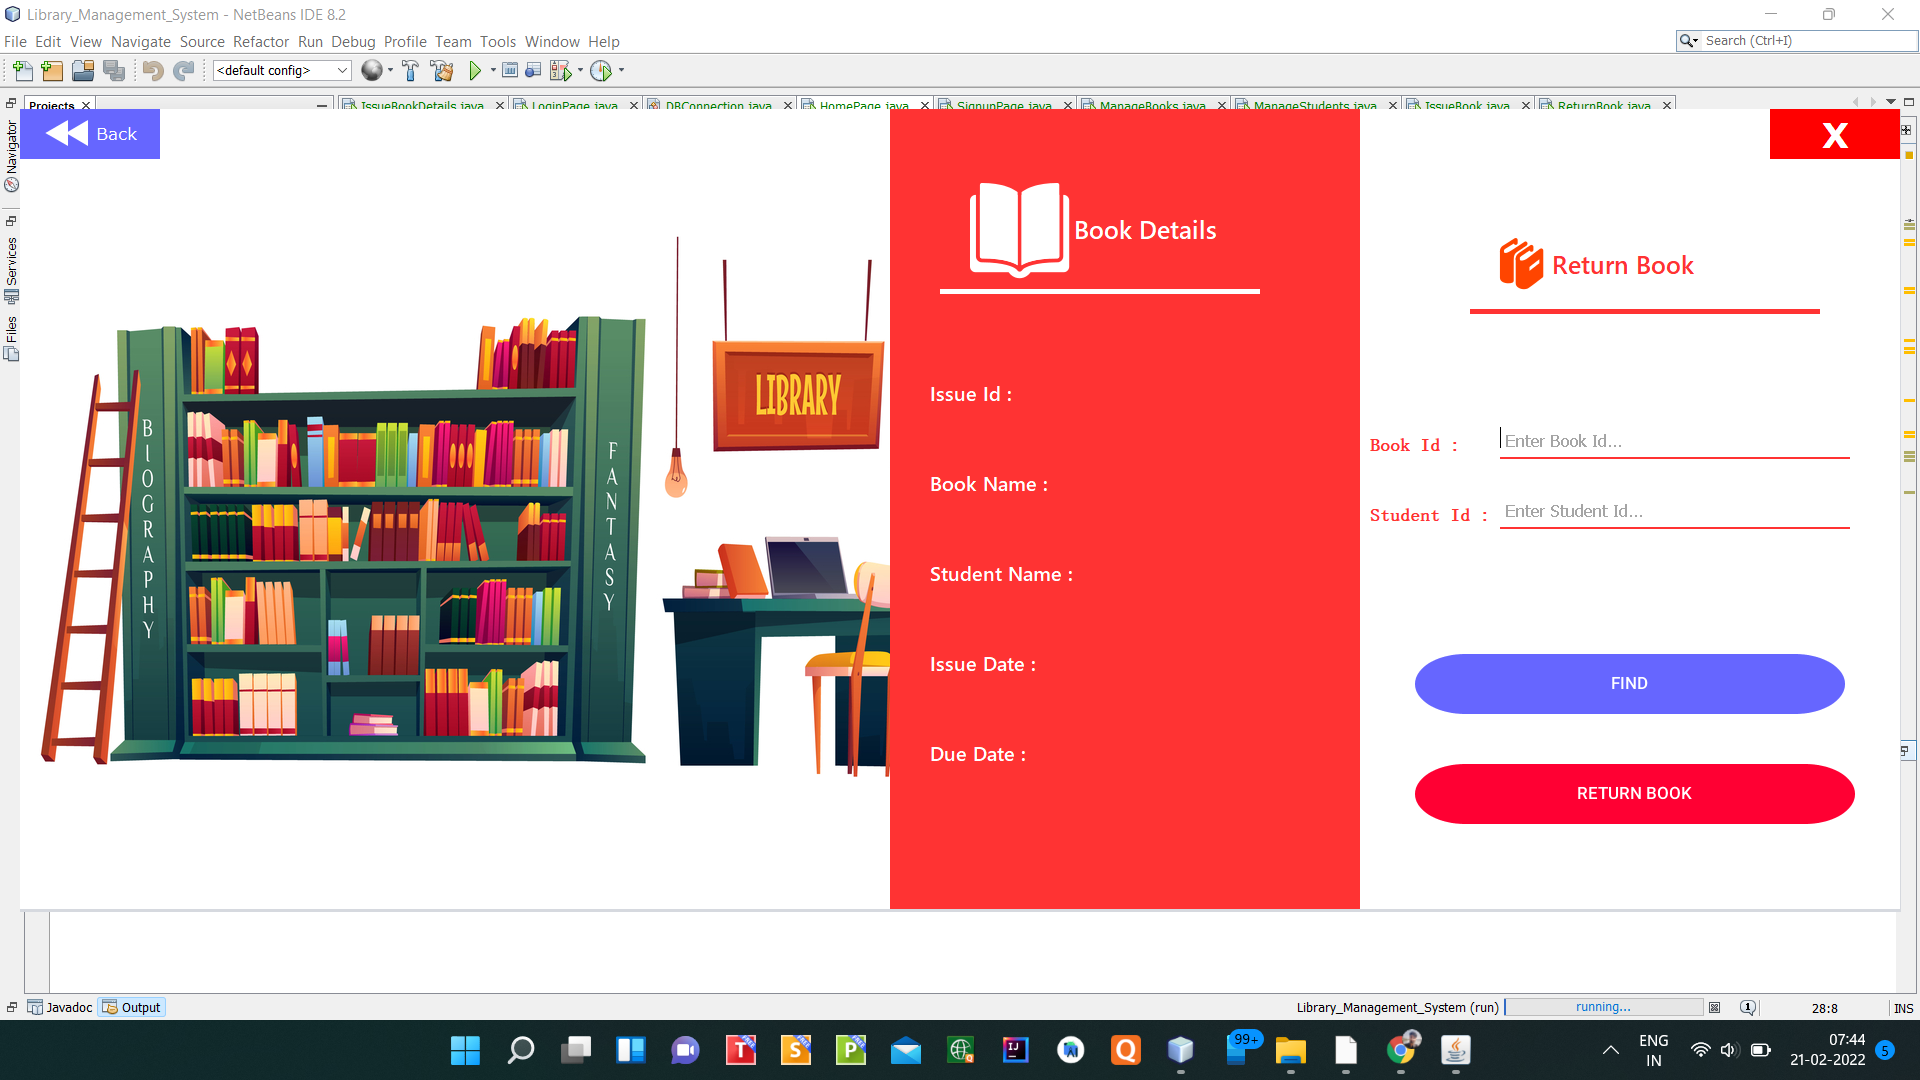 Library_Management_System - NetBeans IDE 8.2
File Edit View Navigate Source Refactor Run Debug Profile Team Tools Window Help
Search (Ctrl+I)
<default config>
Projects
IssueBookDetails.java LoginPage.java DBConnection.java HomePage.java SignupPage.java ManageBooks.java ManageStudents.java IssueBook.java ReturnBook.java
Navigator
Services
Files
Back
X
BIOGRAPHY
FANTASY
LIBRARY
Book Details
Issue Id :
Book Name :
Student Name :
Issue Date :
Due Date :
Return Book
Book Id :
Enter Book Id...
Student Id :
Enter Student Id...
FIND
RETURN BOOK
Javadoc Output
Library_Management_System (run) running... 1 28:8 INS
T S P IJ Q 99+
ENG
IN
07:44
21-02-2022
5